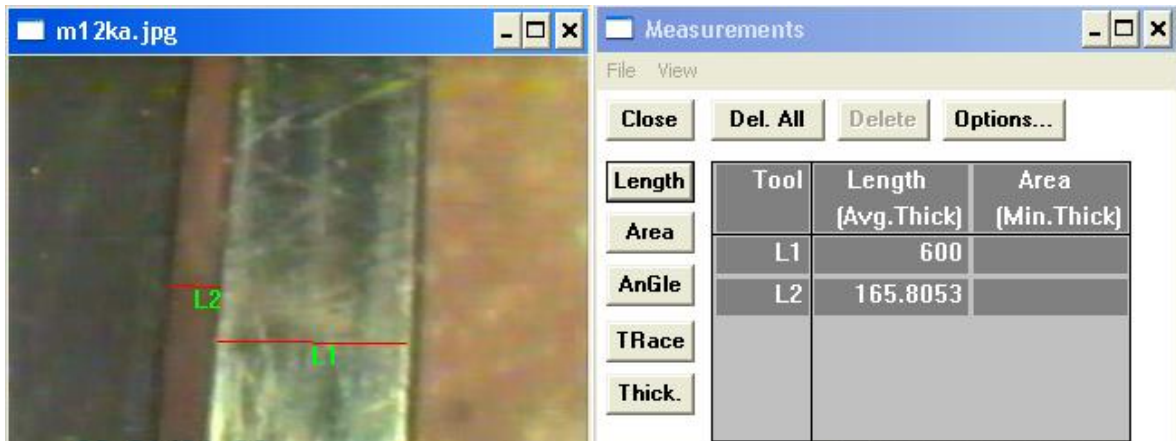 m12ka.jpg
L2
L1
Measurements
File View
Close Del. All Delete Options...
Length
Area
AnGle
TRace
Thick.
Tool Length Area
(Avg.Thick) (Min.Thick)
L1 600
L2 165.8053